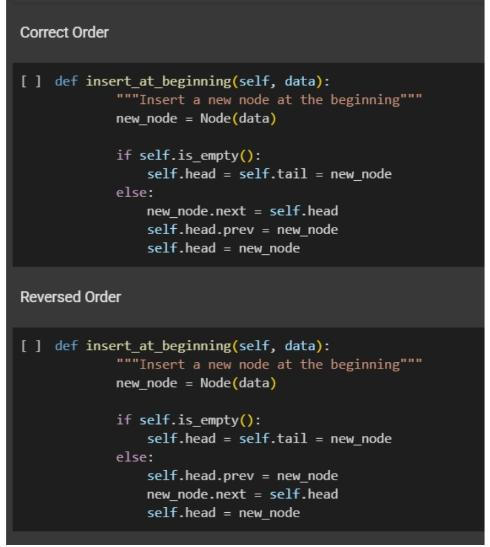 Correct Order
[ ] def insert_at_beginning(self, data):
        """Insert a new node at the beginning"""
        new_node = Node(data)

        if self.is_empty():
            self.head = self.tail = new_node
        else:
            new_node.next = self.head
            self.head.prev = new_node
            self.head = new_node
Reversed Order
[ ] def insert_at_beginning(self, data):
        """Insert a new node at the beginning"""
        new_node = Node(data)

        if self.is_empty():
            self.head = self.tail = new_node
        else:
            self.head.prev = new_node
            new_node.next = self.head
            self.head = new_node